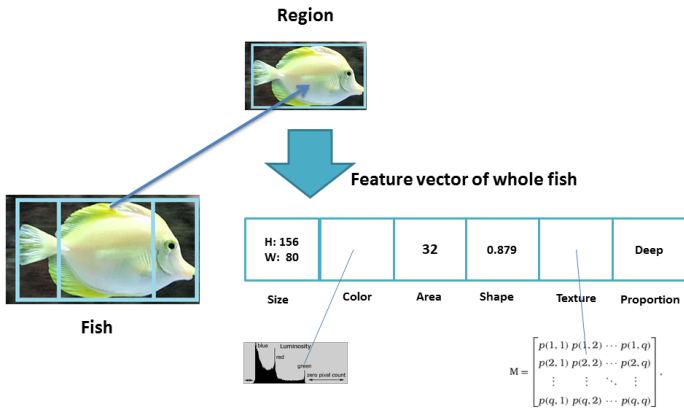 Region
Feature vector of whole fish
H: 156
W: 80
32
0.879
Deep
Size
Color
Area
Shape
Texture
Proportion
Fish
blue
Luminosity
red
green
zero pixel count
M = [p(1, 1) p(1, 2) ⋯ p(1, q)
p(2, 1) p(2, 2) ⋯ p(2, q)
⋮ ⋮ ⋱ ⋮
p(q, 1) p(q, 2) ⋯ p(q, q)] .